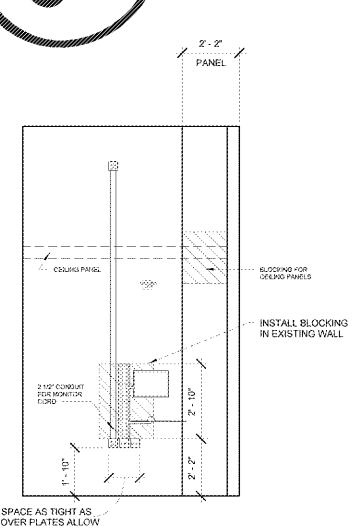 2' - 2"
PANEL
CEILING PANEL
BLOCKING FOR
CEILING PANELS
INSTALL BLOCKING
IN EXISTING WALL
2 1/2" CONDUIT
FOR MONITOR
CORD
2' - 10"
1' - 10"
2' - 2"
SPACE AS TIGHT AS
OVER PLATES ALLOW